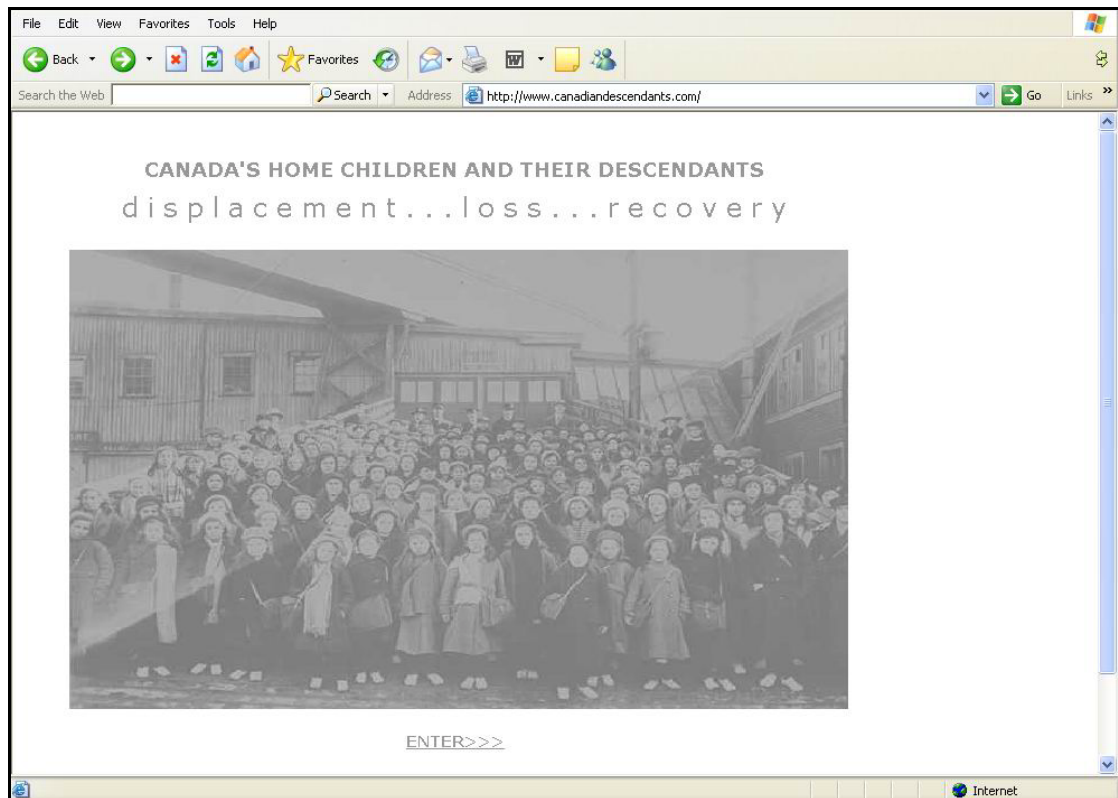 File Edit View Favorites Tools Help
Back Favorites
Search the Web Search Address http://www.canadiandescendants.com/ Go Links »
CANADA'S HOME CHILDREN AND THEIR DESCENDANTS
displacement...loss...recovery
ENTER>>>
Internet